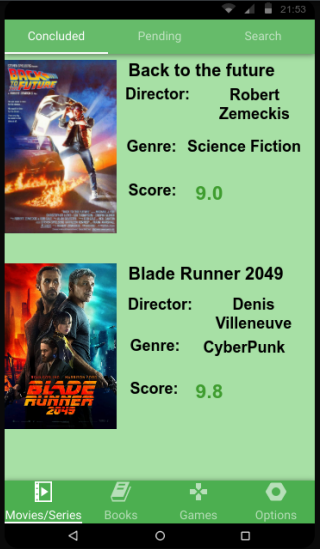 21:53
Concluded Pending Search
BACK TO THE FUTURE
Back to the future
Director: Robert
Zemeckis
Genre: Science Fiction
Score: 9.0
Blade Runner 2049
Director: Denis
Villeneuve
Genre: CyberPunk
Score: 9.8
BLADE
RUNNER
2049
Movies/Series Books Games Options